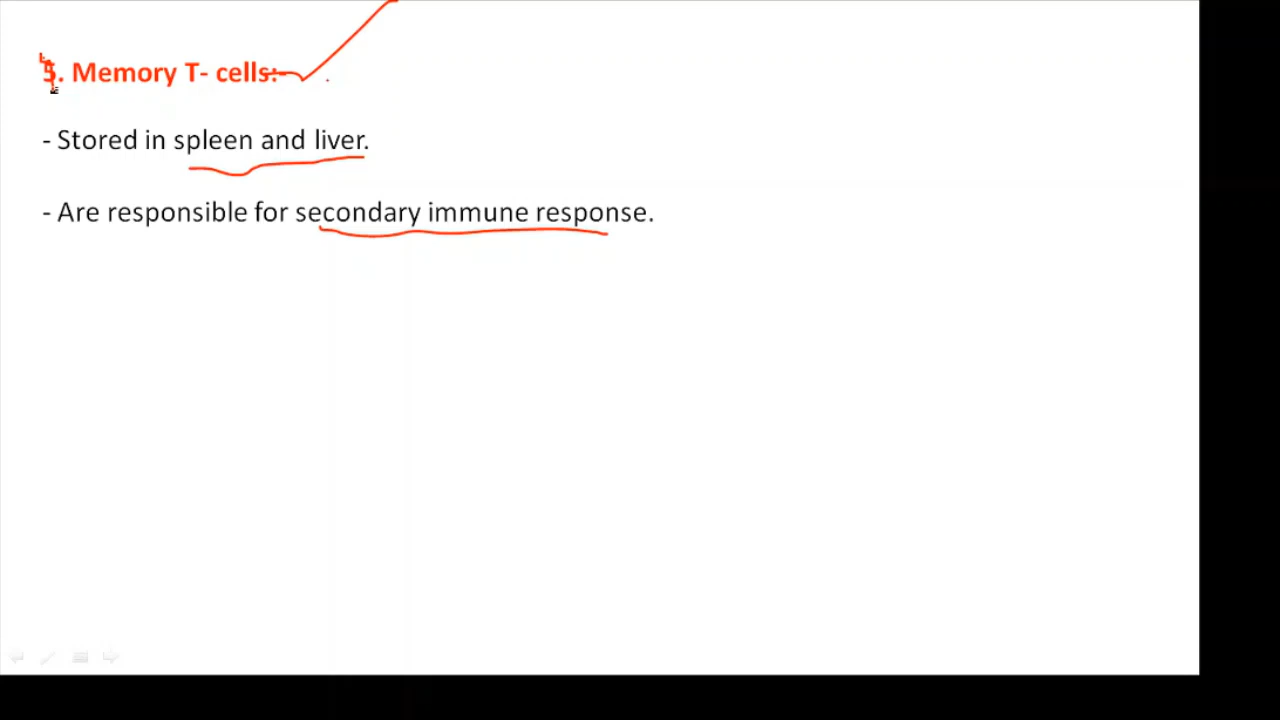 5. Memory T- cells:-
- Stored in spleen and liver.
- Are responsible for secondary immune response.